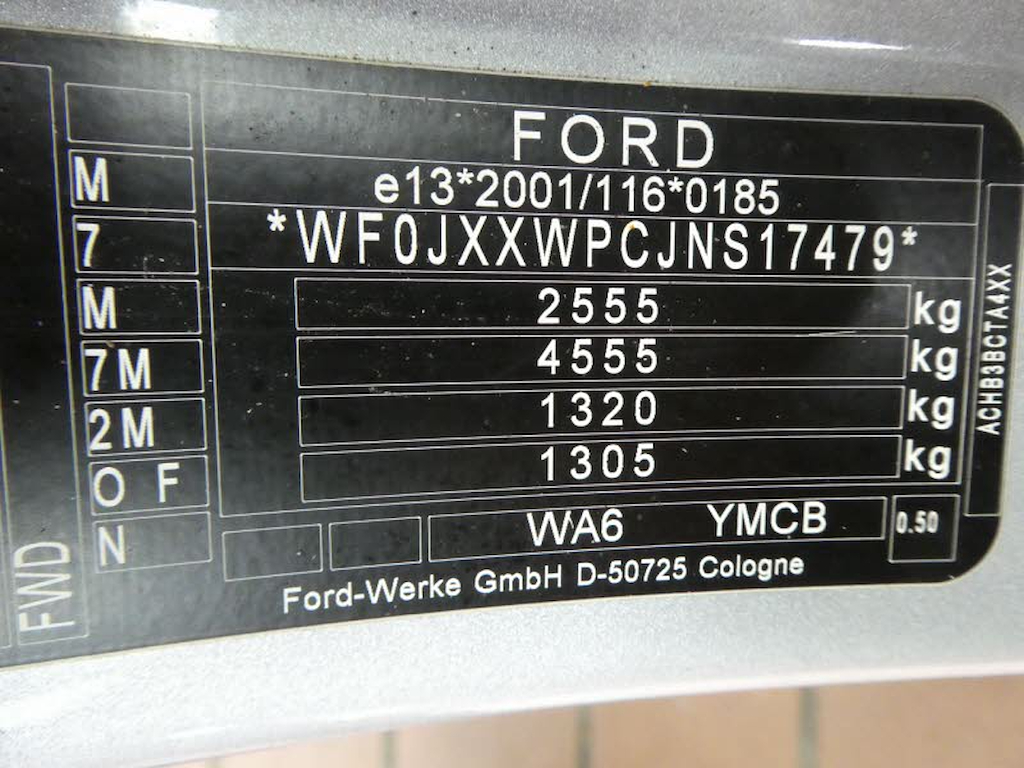 FORD
e13*2001/116*0185
*WF0JXXWPCJNS17479*
2555 kg
4555 kg
1320 kg
1305 kg
WA6 YMCB 0.50
Ford-Werke GmbH D-50725 Cologne
M
7
M
7M
2M
O F
N
FWD
ACHB3BCTA4XX